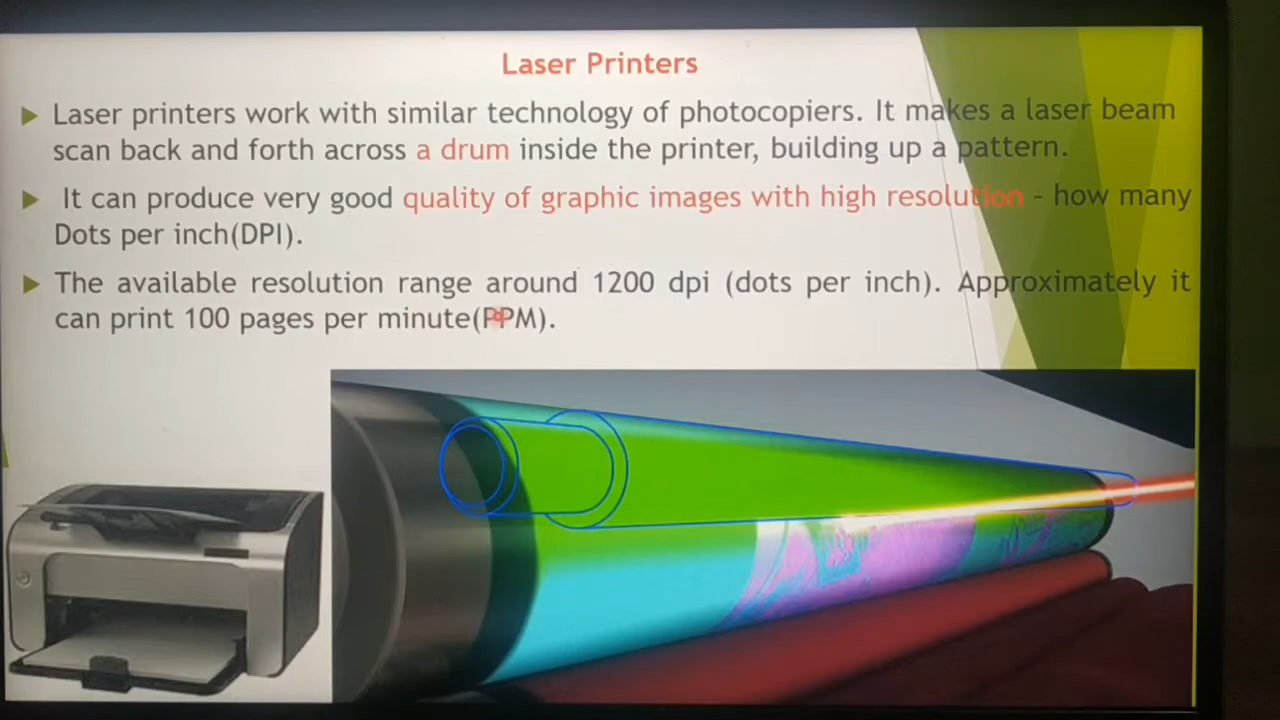 Laser Printers
Laser printers work with similar technology of photocopiers. It makes a laser beam
scan back and forth across a drum inside the printer, building up a pattern.
It can produce very good quality of graphic images with high resolution - how many
Dots per inch(DPI).
The available resolution range around 1200 dpi (dots per inch). Approximately it
can print 100 pages per minute(PPM).